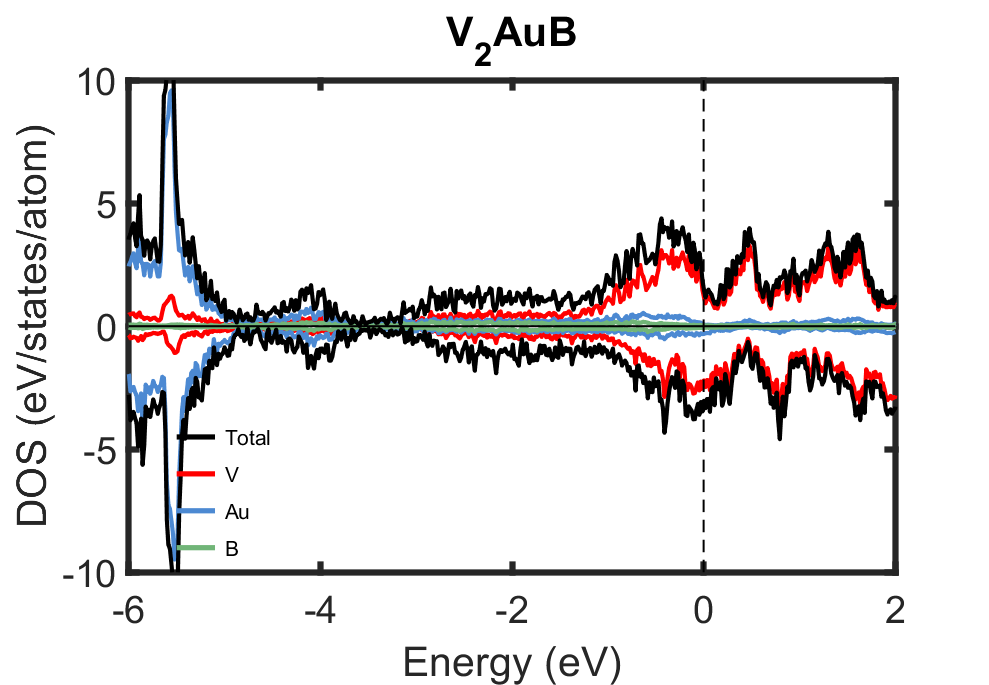 V2AuB
DOS (eV/states/atom)
10
5
0
-5
-10
Total
V
Au
B
-6
-4
-2
0
2
Energy (eV)